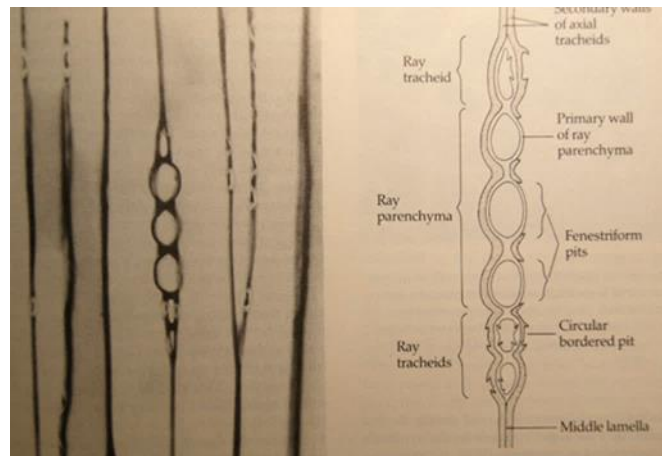 Secondary walls
of axial
tracheids
Ray
tracheid
Primary wall
of ray
parenchyma
Ray
parenchyma
Fenestriform
pits
Circular
bordered pit
Ray
tracheids
Middle lamella